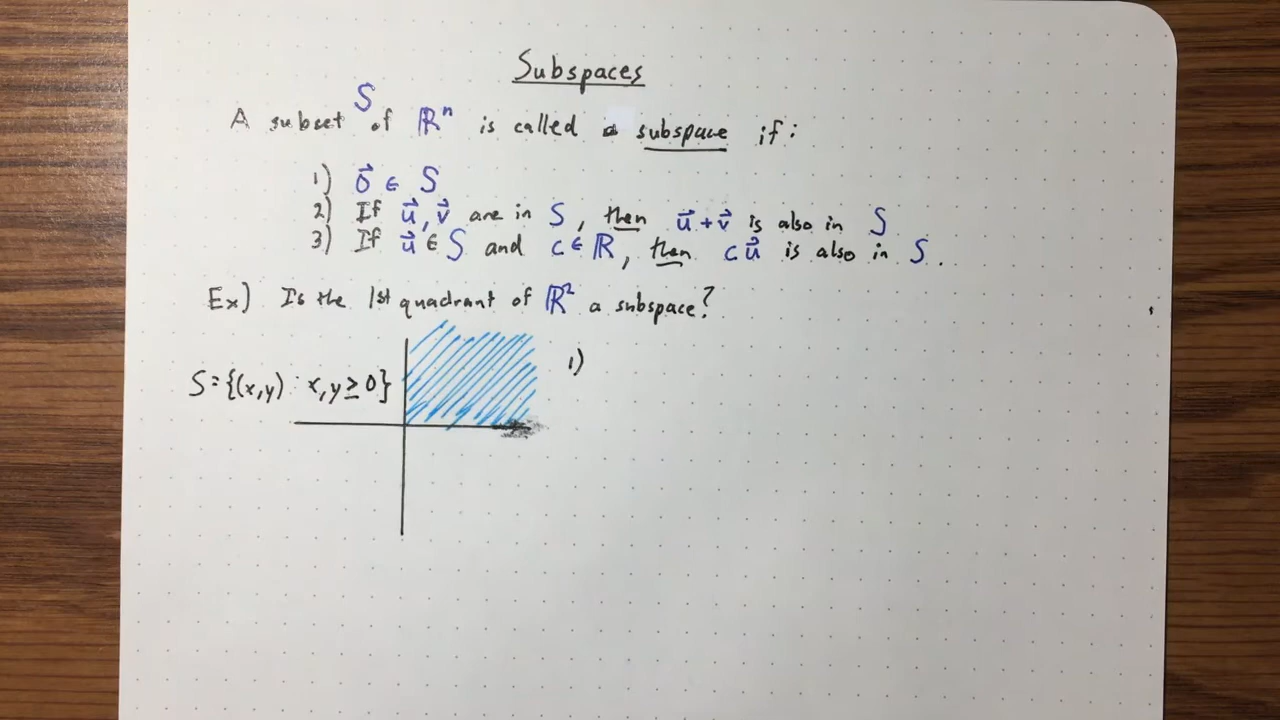 Subspaces
A subset S of ℝⁿ is called a subspace if:
1) 0⃗ ∈ S
2) If u⃗, v⃗ are in S, then u⃗ + v⃗ is also in S
3) If u⃗ ∈ S and c ∈ ℝ, then c u⃗ is also in S.
Ex) Is the 1st quadrant of ℝ² a subspace?
S = {(x,y) : x,y ≥ 0}
1)